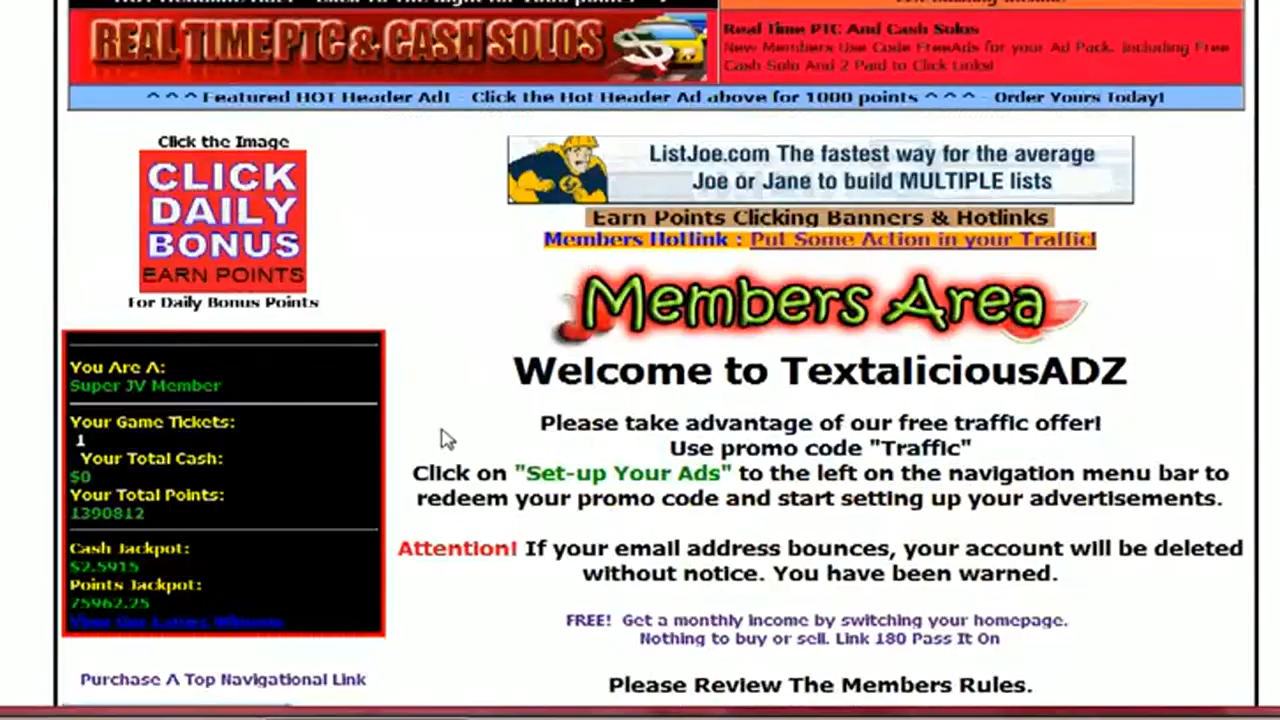 REAL TIME PTC & CASH SOLOS
Real Time PTC And Cash Solos
New Members Use Code FreeAds for your Ad Pack. Including Free
Cash Solo And 2 Paid to Click Links!
^ ^ ^ Featured HOT Header Ad! - Click the Hot Header Ad above for 1000 points ^ ^ ^ - Order Yours Today!
Click the Image
CLICK
DAILY
BONUS
EARN POINTS
For Daily Bonus Points
ListJoe.com The fastest way for the average
Joe or Jane to build MULTIPLE lists
Earn Points Clicking Banners & Hotlinks
Members Hotlink : Put Some Action in your Traffic!
Members Area
Welcome to TextaliciousADZ
You Are A:
Super JV Member
Your Game Tickets:
1
Your Total Cash:
$0
Your Total Points:
1390812
Cash Jackpot:
$2.5915
Points Jackpot:
75962.25
Please take advantage of our free traffic offer!
Use promo code "Traffic"
Click on "Set-up Your Ads" to the left on the navigation menu bar to
redeem your promo code and start setting up your advertisements.
Attention! If your email address bounces, your account will be deleted
without notice. You have been warned.
FREE! Get a monthly income by switching your homepage.
Nothing to buy or sell. Link 180 Pass It On
Purchase A Top Navigational Link
Please Review The Members Rules.